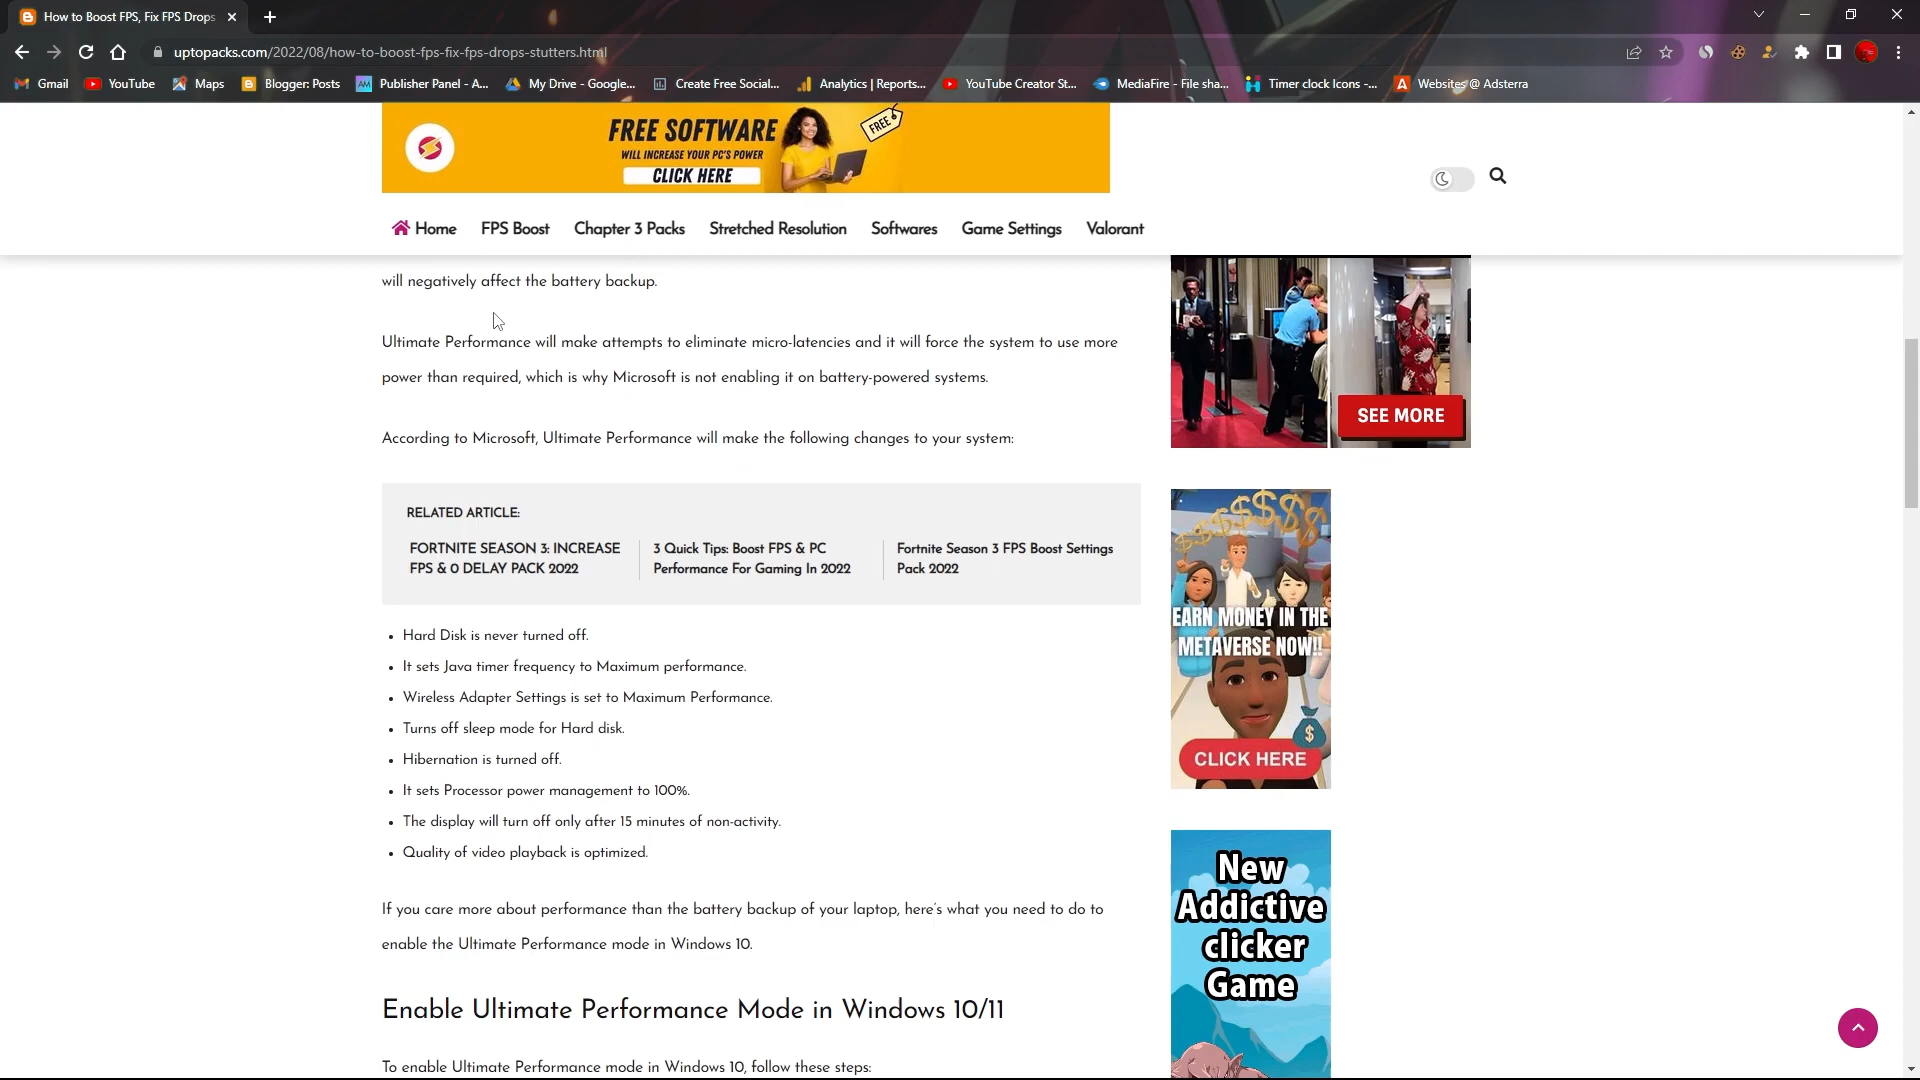 How to Boost FPS, Fix FPS Drops
uptopacks.com/2022/08/how-to-boost-fps-fix-fps-drops-stutters.html
Gmail
YouTube
Maps
Blogger: Posts
Publisher Panel - A...
My Drive - Google...
Create Free Social...
Analytics | Reports...
YouTube Creator St...
MediaFire - File sha...
Timer clock Icons -...
Websites @ Adsterra
FREE SOFTWARE
WILL INCREASE YOUR PC'S POWER
CLICK HERE
FREE
Home
FPS Boost
Chapter 3 Packs
Stretched Resolution
Softwares
Game Settings
Valorant
will negatively affect the battery backup.
Ultimate Performance will make attempts to eliminate micro-latencies and it will force the system to use more
power than required, which is why Microsoft is not enabling it on battery-powered systems.
According to Microsoft, Ultimate Performance will make the following changes to your system:
RELATED ARTICLE:
FORTNITE SEASON 3: INCREASE
FPS & 0 DELAY PACK 2022
3 Quick Tips: Boost FPS & PC
Performance For Gaming In 2022
Fortnite Season 3 FPS Boost Settings
Pack 2022
• Hard Disk is never turned off.
• It sets Java timer frequency to Maximum performance.
• Wireless Adapter Settings is set to Maximum Performance.
• Turns off sleep mode for Hard disk.
• Hibernation is turned off.
• It sets Processor power management to 100%.
• The display will turn off only after 15 minutes of non-activity.
• Quality of video playback is optimized.
If you care more about performance than the battery backup of your laptop, here's what you need to do to
enable the Ultimate Performance mode in Windows 10.
Enable Ultimate Performance Mode in Windows 10/11
To enable Ultimate Performance mode in Windows 10, follow these steps:
SEE MORE
$$$$$$$
EARN MONEY IN THE
METAVERSE NOW!!
$
CLICK HERE
New
Addictive
clicker
Game